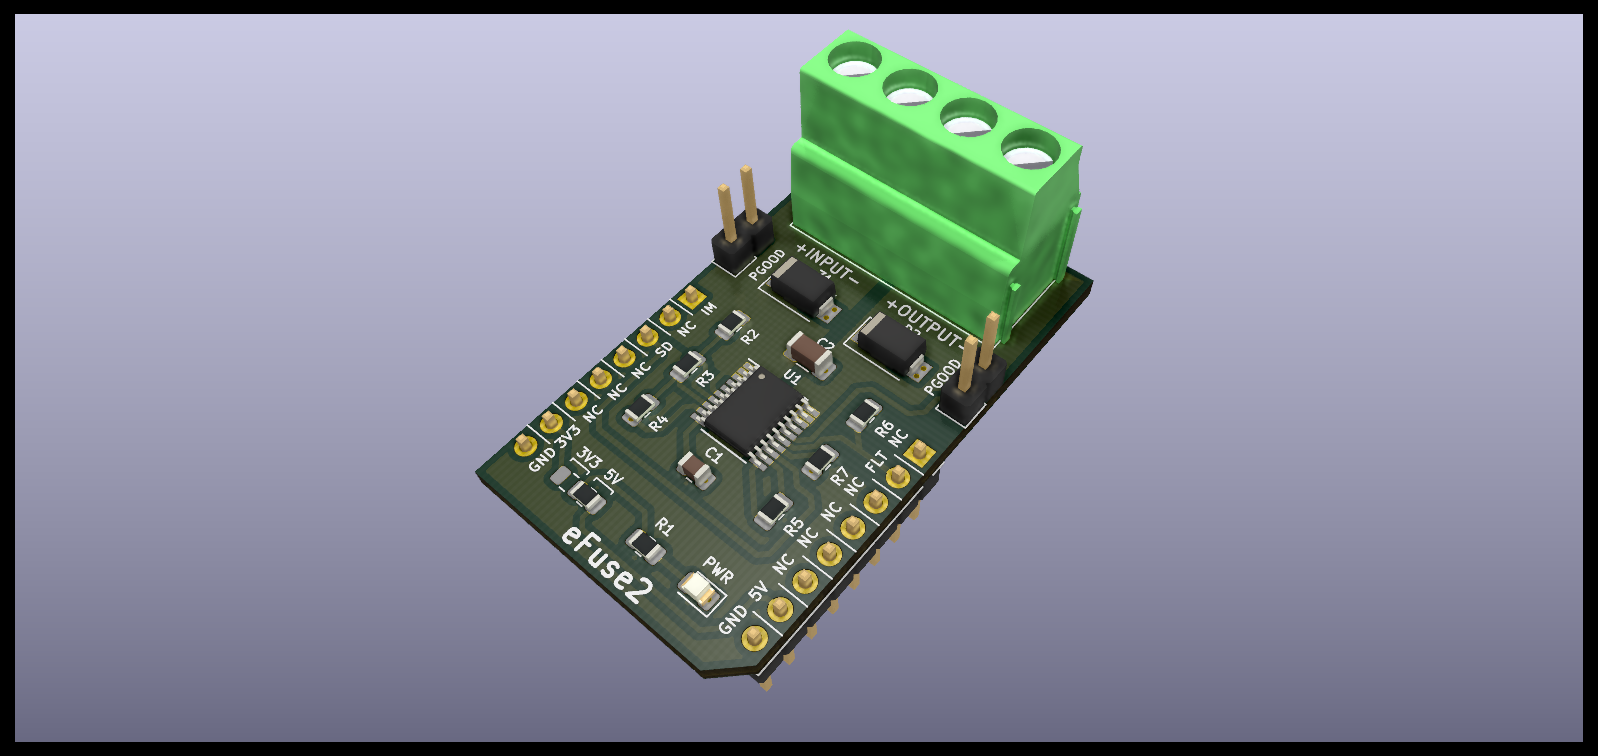 +INPUT-
PGOOD
+OUTPUT-
PGOOD
IM
NC
SD
NC
NC
NC
3V3
GND
R2
R3
R4
C2
U1
C1
R6
R7
R5
NC
FLT
NC
NC
NC
NC
5V
GND
3V3 5V
R1
PWR
eFuse2